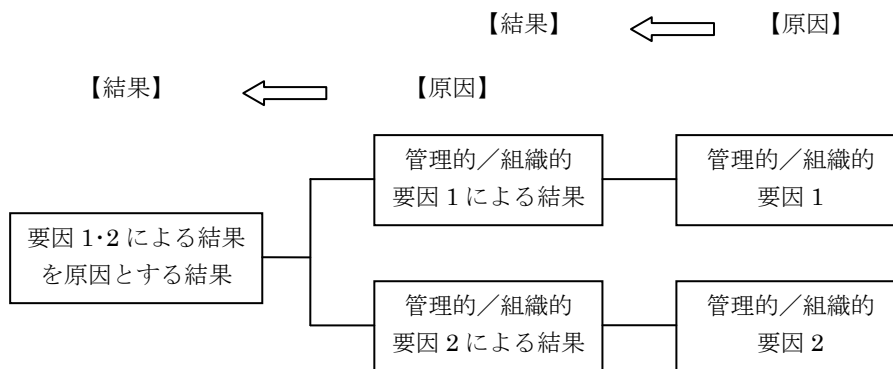 【結果】 【原因】
【結果】 【原因】
管理的／組織的
要因 1 による結果
管理的／組織的
要因 1
要因 1･2 による結果
を原因とする結果
管理的／組織的
要因 2 による結果
管理的／組織的
要因 2